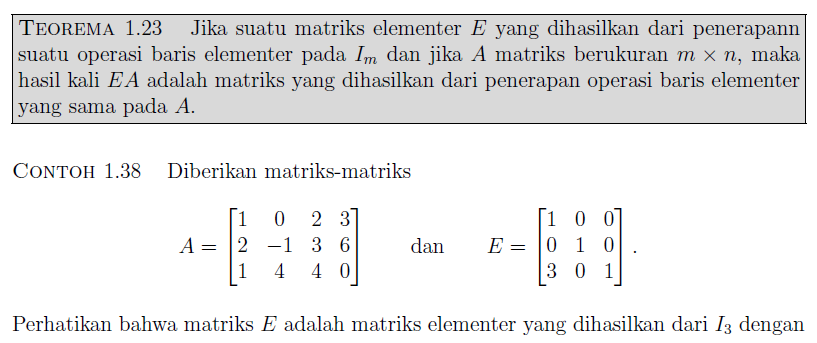 TEOREMA 1.23 Jika suatu matriks elementer E yang dihasilkan dari penerapann
suatu operasi baris elementer pada Iₘ dan jika A matriks berukuran m × n, maka
hasil kali EA adalah matriks yang dihasilkan dari penerapan operasi baris elementer
yang sama pada A.
CONTOH 1.38 Diberikan matriks-matriks
A = [1 0 2 3; 2 −1 3 6; 1 4 4 0] dan E = [1 0 0; 0 1 0; 3 0 1].
Perhatikan bahwa matriks E adalah matriks elementer yang dihasilkan dari I₃ dengan